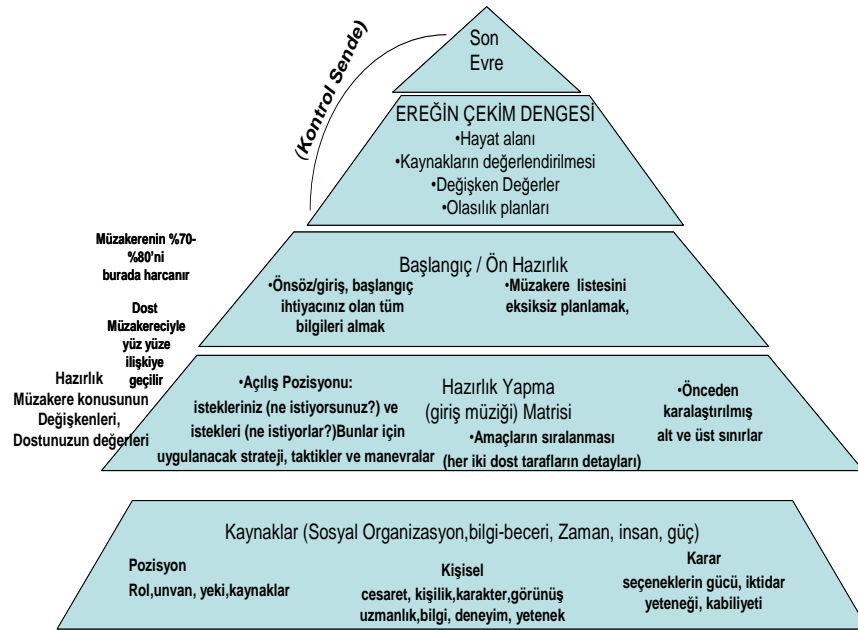 Son
Evre
(Kontrol Sende)
EREĞİN ÇEKİM DENGESİ
•Hayat alanı
•Kaynakların değerlendirilmesi
•Değişken Değerler
•Olasılık planları
Müzakerenin %70-
%80’ni
burada harcanır
Başlangıç / Ön Hazırlık
•Önsöz/giriş, başlangıç
ihtiyacınız olan tüm
bilgileri almak
•Müzakere listesini
eksiksiz planlamak,
Dost
Müzakereciyle
yüz yüze
ilişkiye
geçilir
Hazırlık
Müzakere konusunun
Değişkenleri,
Dostunuzun değerleri
•Açılış Pozisyonu:
istekleriniz (ne istiyorsunuz?) ve
istekleri (ne istiyorlar?)Bunlar için
uygulanacak strateji, taktikler ve manevralar
Hazırlık Yapma
(giriş müziği) Matrisi
•Amaçların sıralanması
(her iki dost tarafların detayları)
•Önceden
karalaştırılmış
alt ve üst sınırlar
Kaynaklar (Sosyal Organizasyon,bilgi-beceri, Zaman, insan, güç)
Pozisyon
Rol,unvan, yeki,kaynaklar
Kişisel
cesaret, kişilik,karakter,görünüş
uzmanlık,bilgi, deneyim, yetenek
Karar
seçeneklerin gücü, iktidar
yeteneği, kabiliyeti